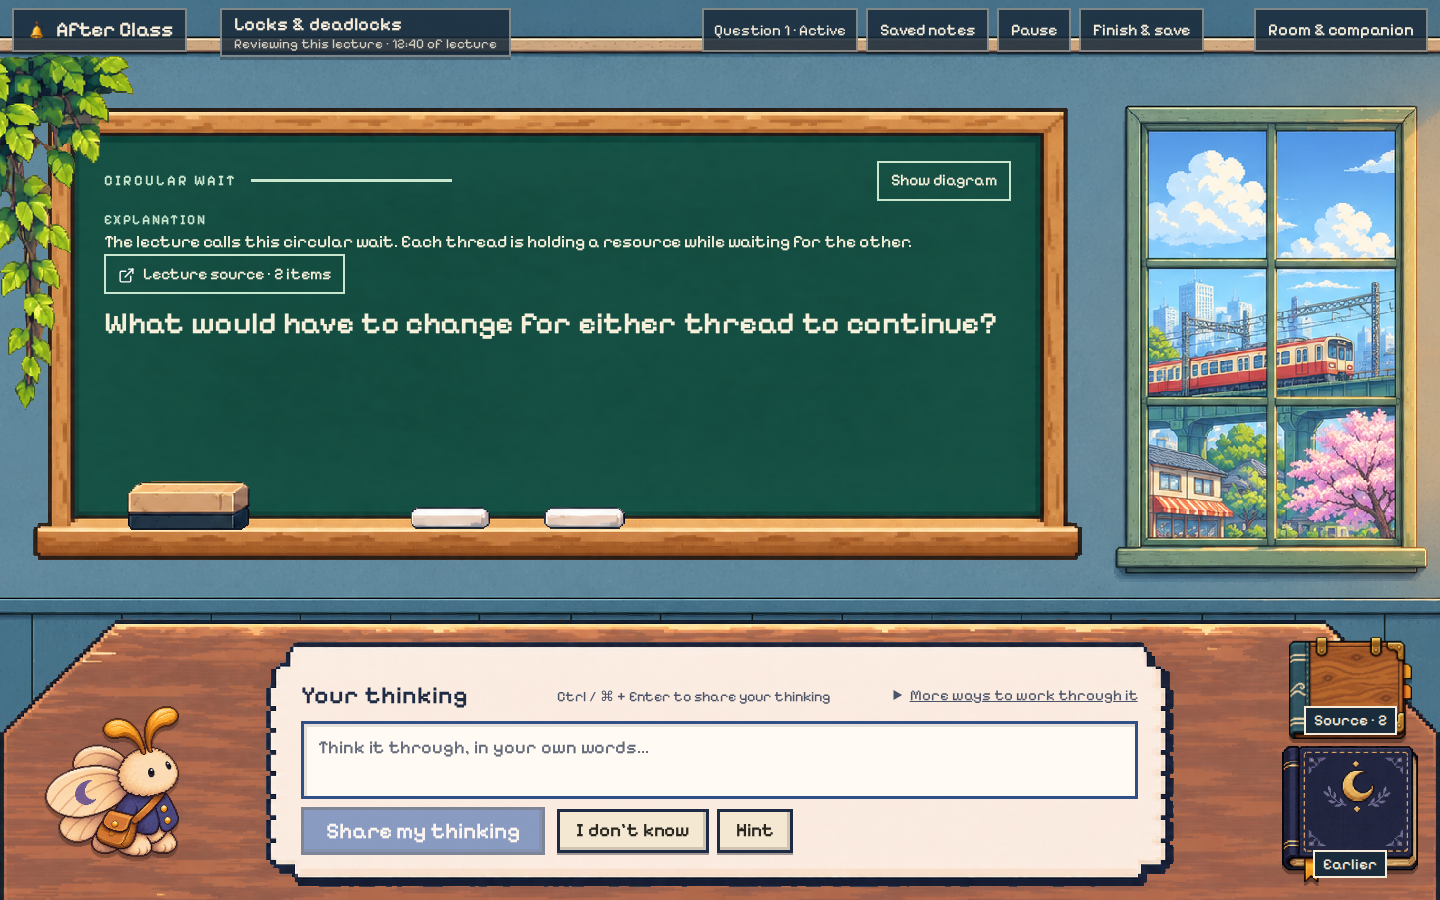 After Class
Locks & deadlocks
Reviewing this lecture · 12:40 of lecture
Question 1 · Active
Saved notes
Pause
Finish & save
Room & companion
CIRCULAR WAIT
Show diagram
EXPLANATION
The lecture calls this circular wait. Each thread is holding a resource while waiting for the other.
Lecture source · 2 items
What would have to change for either thread to continue?
Your thinking
Ctrl / ⌘ + Enter to share your thinking
▶ More ways to work through it
Think it through, in your own words...
Share my thinking
I don't know
Hint
Source · 2
Earlier